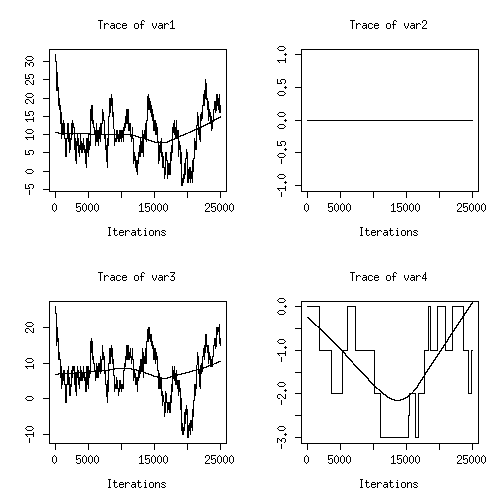 Trace of var1
30
25
20
15
10
5
0
-5
0 5000 15000 25000
Iterations
Trace of var2
1.0
0.5
0.0
-0.5
-1.0
0 5000 15000 25000
Iterations
Trace of var3
20
10
0
-10
0 5000 15000 25000
Iterations
Trace of var4
0.0
-1.0
-2.0
-3.0
0 5000 15000 25000
Iterations